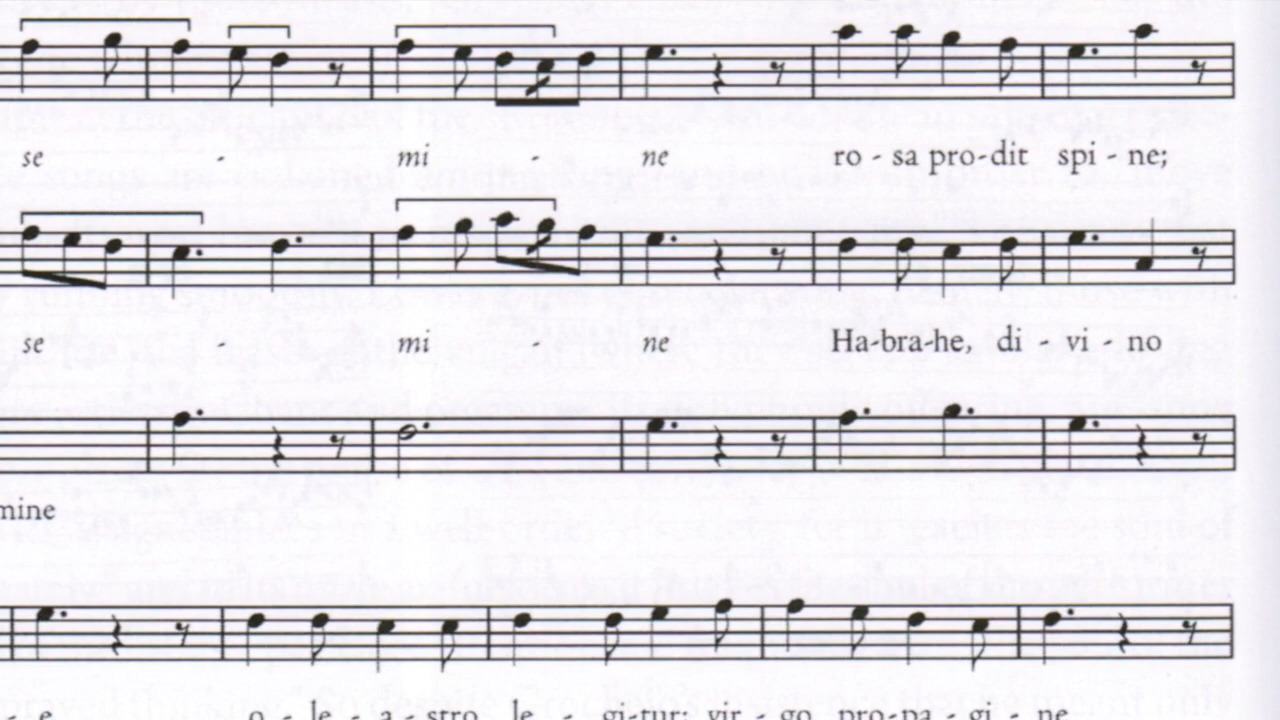 se - mi - ne ro - sa pro-dit spi - ne;
se mi - ne Ha-bra-he, di - vi - no
mine
- e o - le - a - stro le - gi-tur; vir - go pro-pa - gi - ne